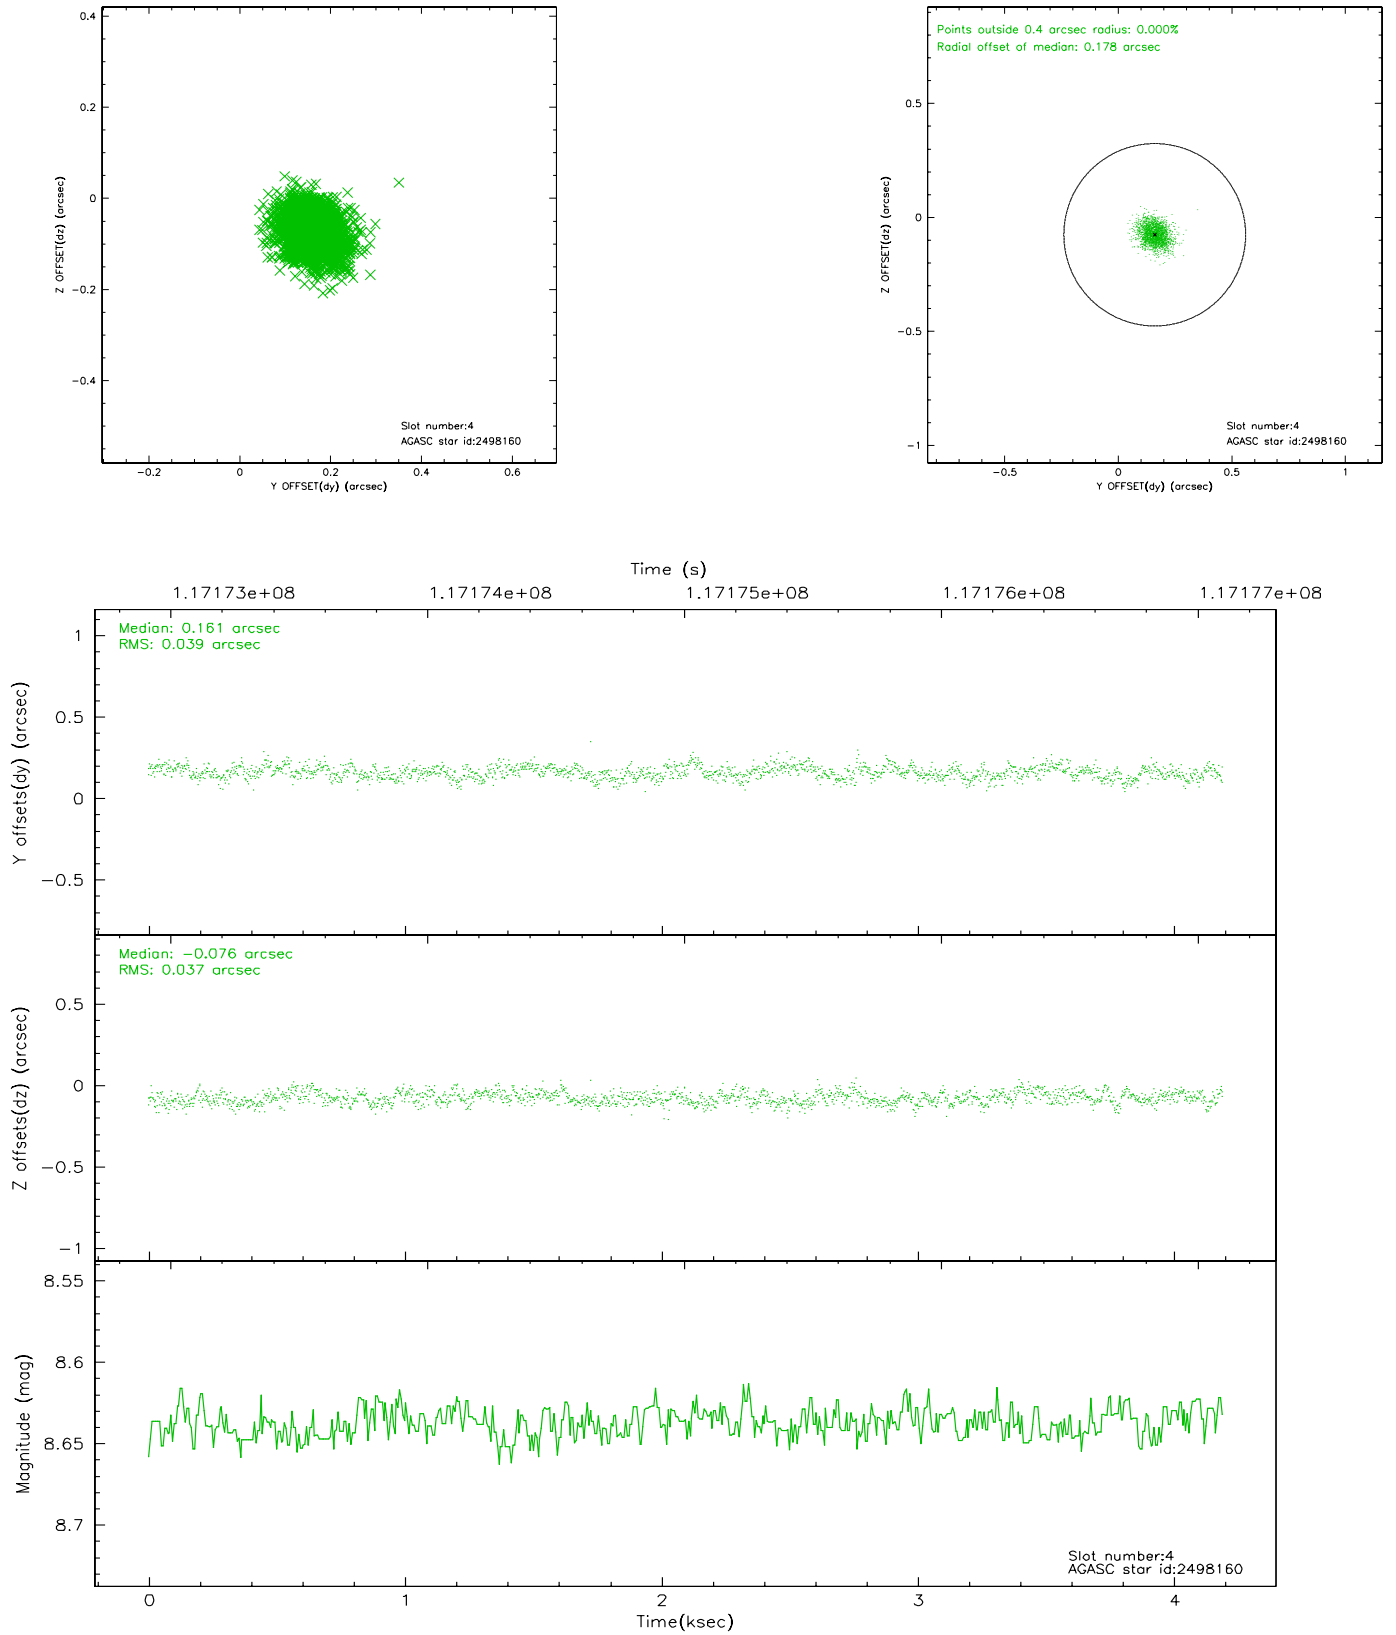 0.4
0.2
0
−0.2
−0.4
Z OFFSET(dz) (arcsec)
−0.2 0 0.2 0.4 0.6
Y OFFSET(dy) (arcsec)
Slot number:4
AGASC star id:2498160
Points outside 0.4 arcsec radius: 0.000%
Radial offset of median: 0.178 arcsec
0.5
0
−0.5
−1
Z OFFSET(dz) (arcsec)
−0.5 0 0.5 1
Y OFFSET(dy) (arcsec)
Slot number:4
AGASC star id:2498160
Time (s)
1.17173e+08 1.17174e+08 1.17175e+08 1.17176e+08 1.17177e+08
Median: 0.161 arcsec
RMS: 0.039 arcsec
1
0.5
0
−0.5
Y offsets(dy) (arcsec)
Median: −0.076 arcsec
RMS: 0.037 arcsec
0.5
0
−0.5
−1
Z offsets(dz) (arcsec)
8.55
8.6
8.65
8.7
Magnitude (mag)
Slot number:4
AGASC star id:2498160
0 1 2 3 4
Time(ksec)